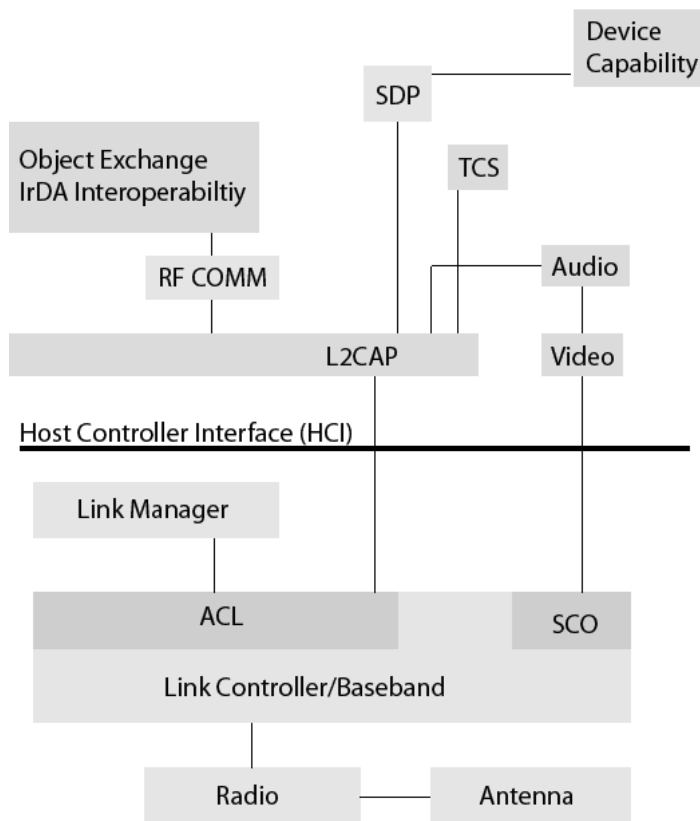 Device
Capability
SDP
Object Exchange
IrDA Interoperabiltiy
TCS
RF COMM
Audio
L2CAP
Video
Host Controller Interface (HCI)
Link Manager
ACL
SCO
Link Controller/Baseband
Radio
Antenna